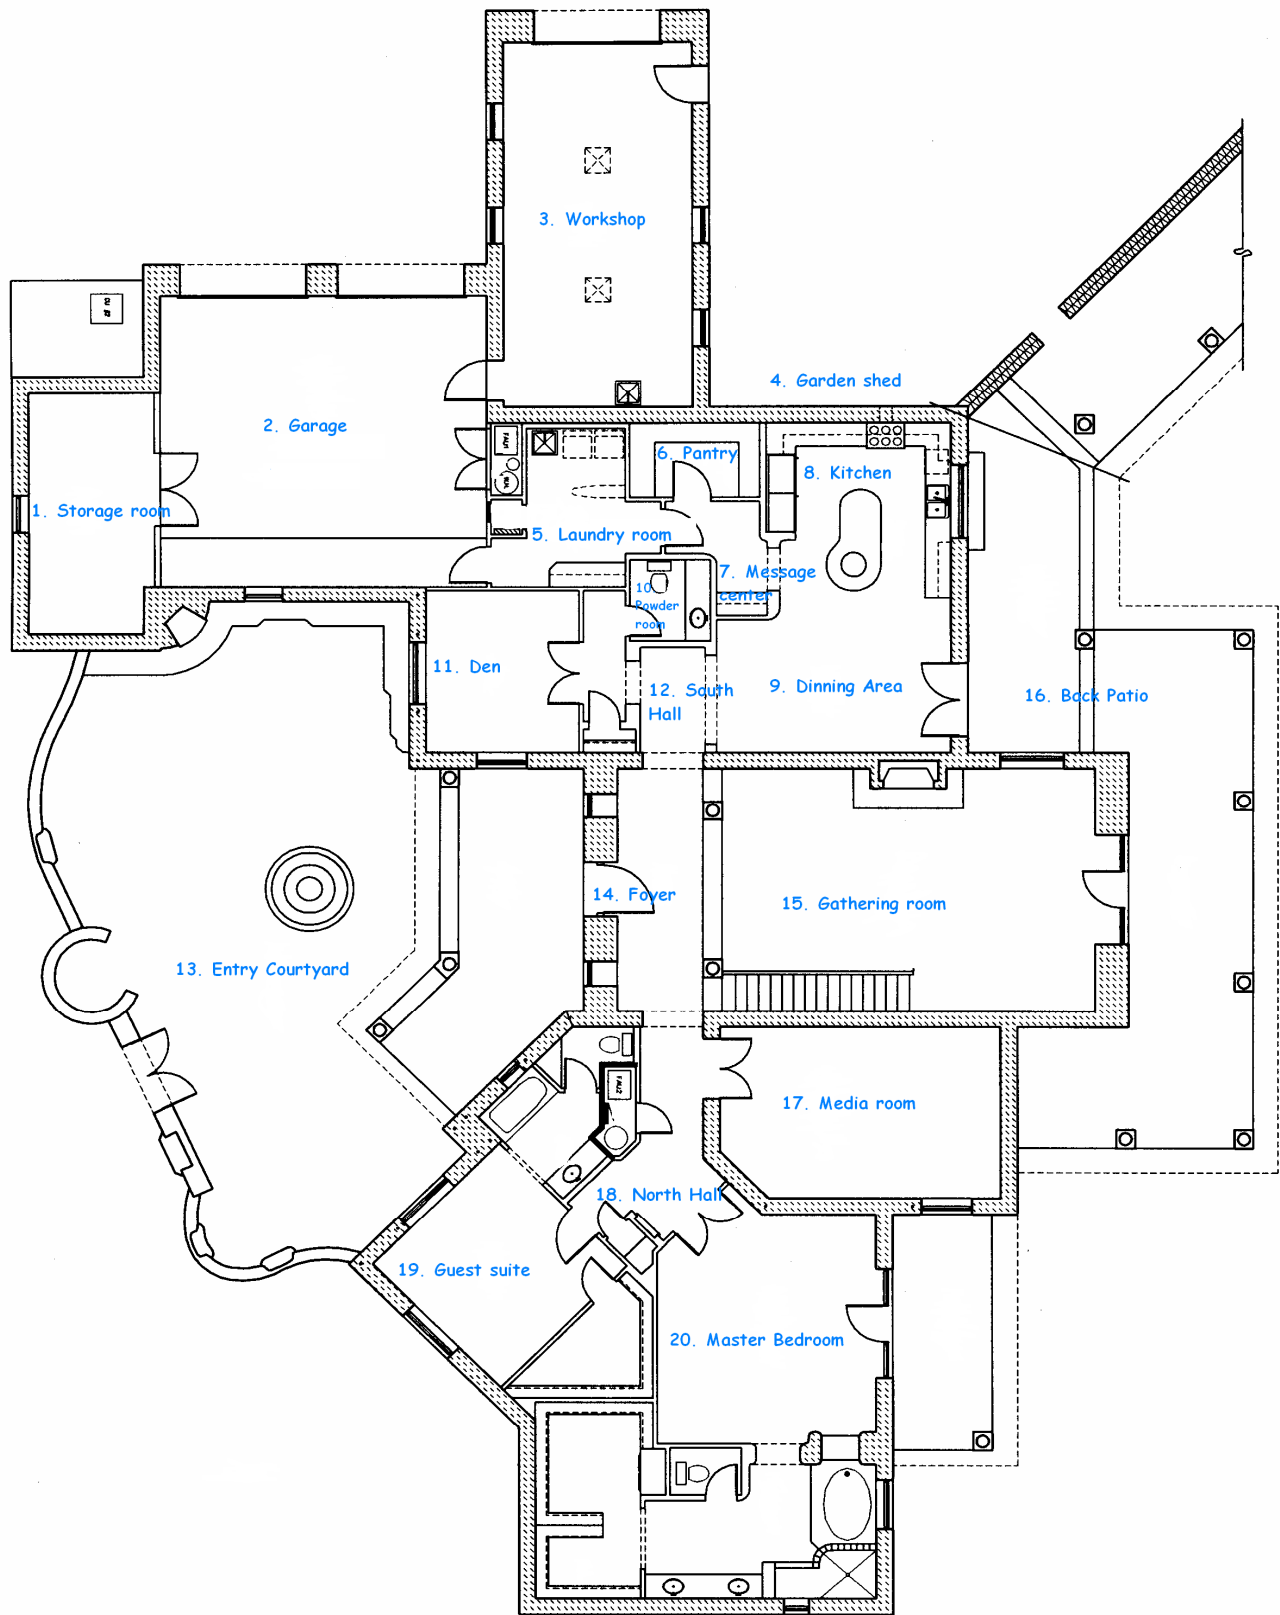 3. Workshop
4. Garden shed
2. Garage
FAU1
6. Pantry
8. Kitchen
1. Storage room
5. Laundry room
7. Message
center
10.
Powder
room
11. Den
12. South
Hall
9. Dinning Area
16. Back Patio
14. Foyer
15. Gathering room
13. Entry Courtyard
FAU2
17. Media room
18. North Hall
19. Guest suite
20. Master Bedroom